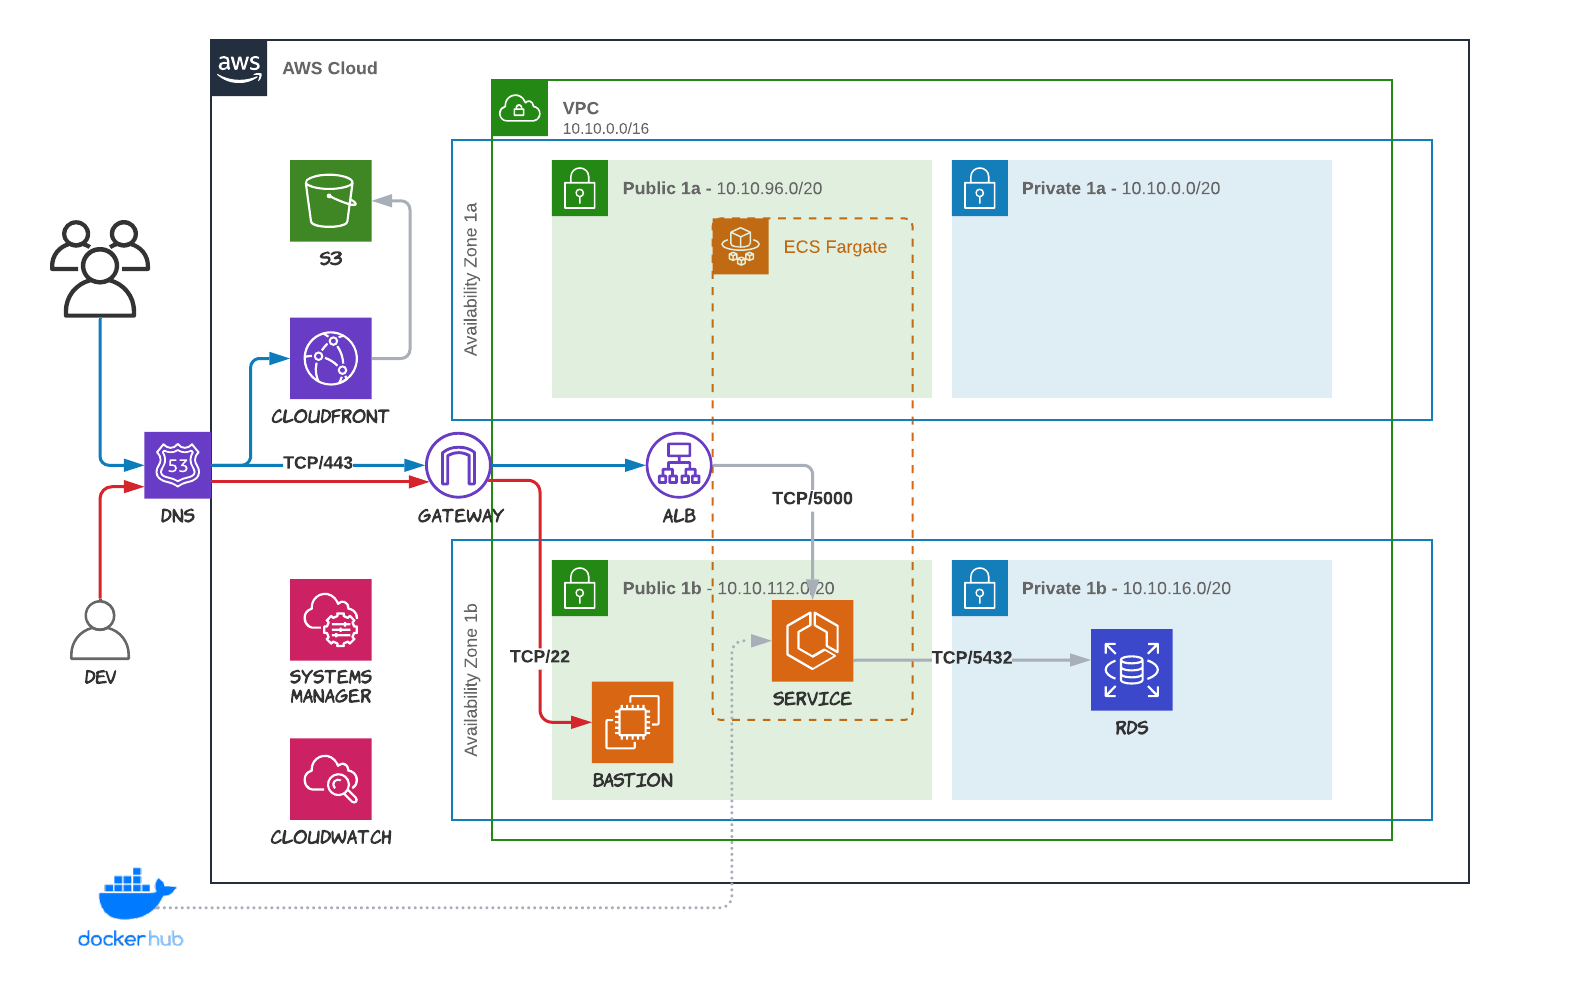 aws
AWS Cloud
VPC
10.10.0.0/16
Availability Zone 1a
Public 1a - 10.10.96.0/20
Private 1a - 10.10.0.0/20
ECS Fargate
S3
CLOUDFRONT
53
DNS
TCP/443
GATEWAY
ALB
TCP/5000
Availability Zone 1b
Public 1b - 10.10.112.0/20
Private 1b - 10.10.16.0/20
DEV
SYSTEMS
MANAGER
TCP/22
TCP/5432
SERVICE
RDS
BASTION
CLOUDWATCH
docker hub